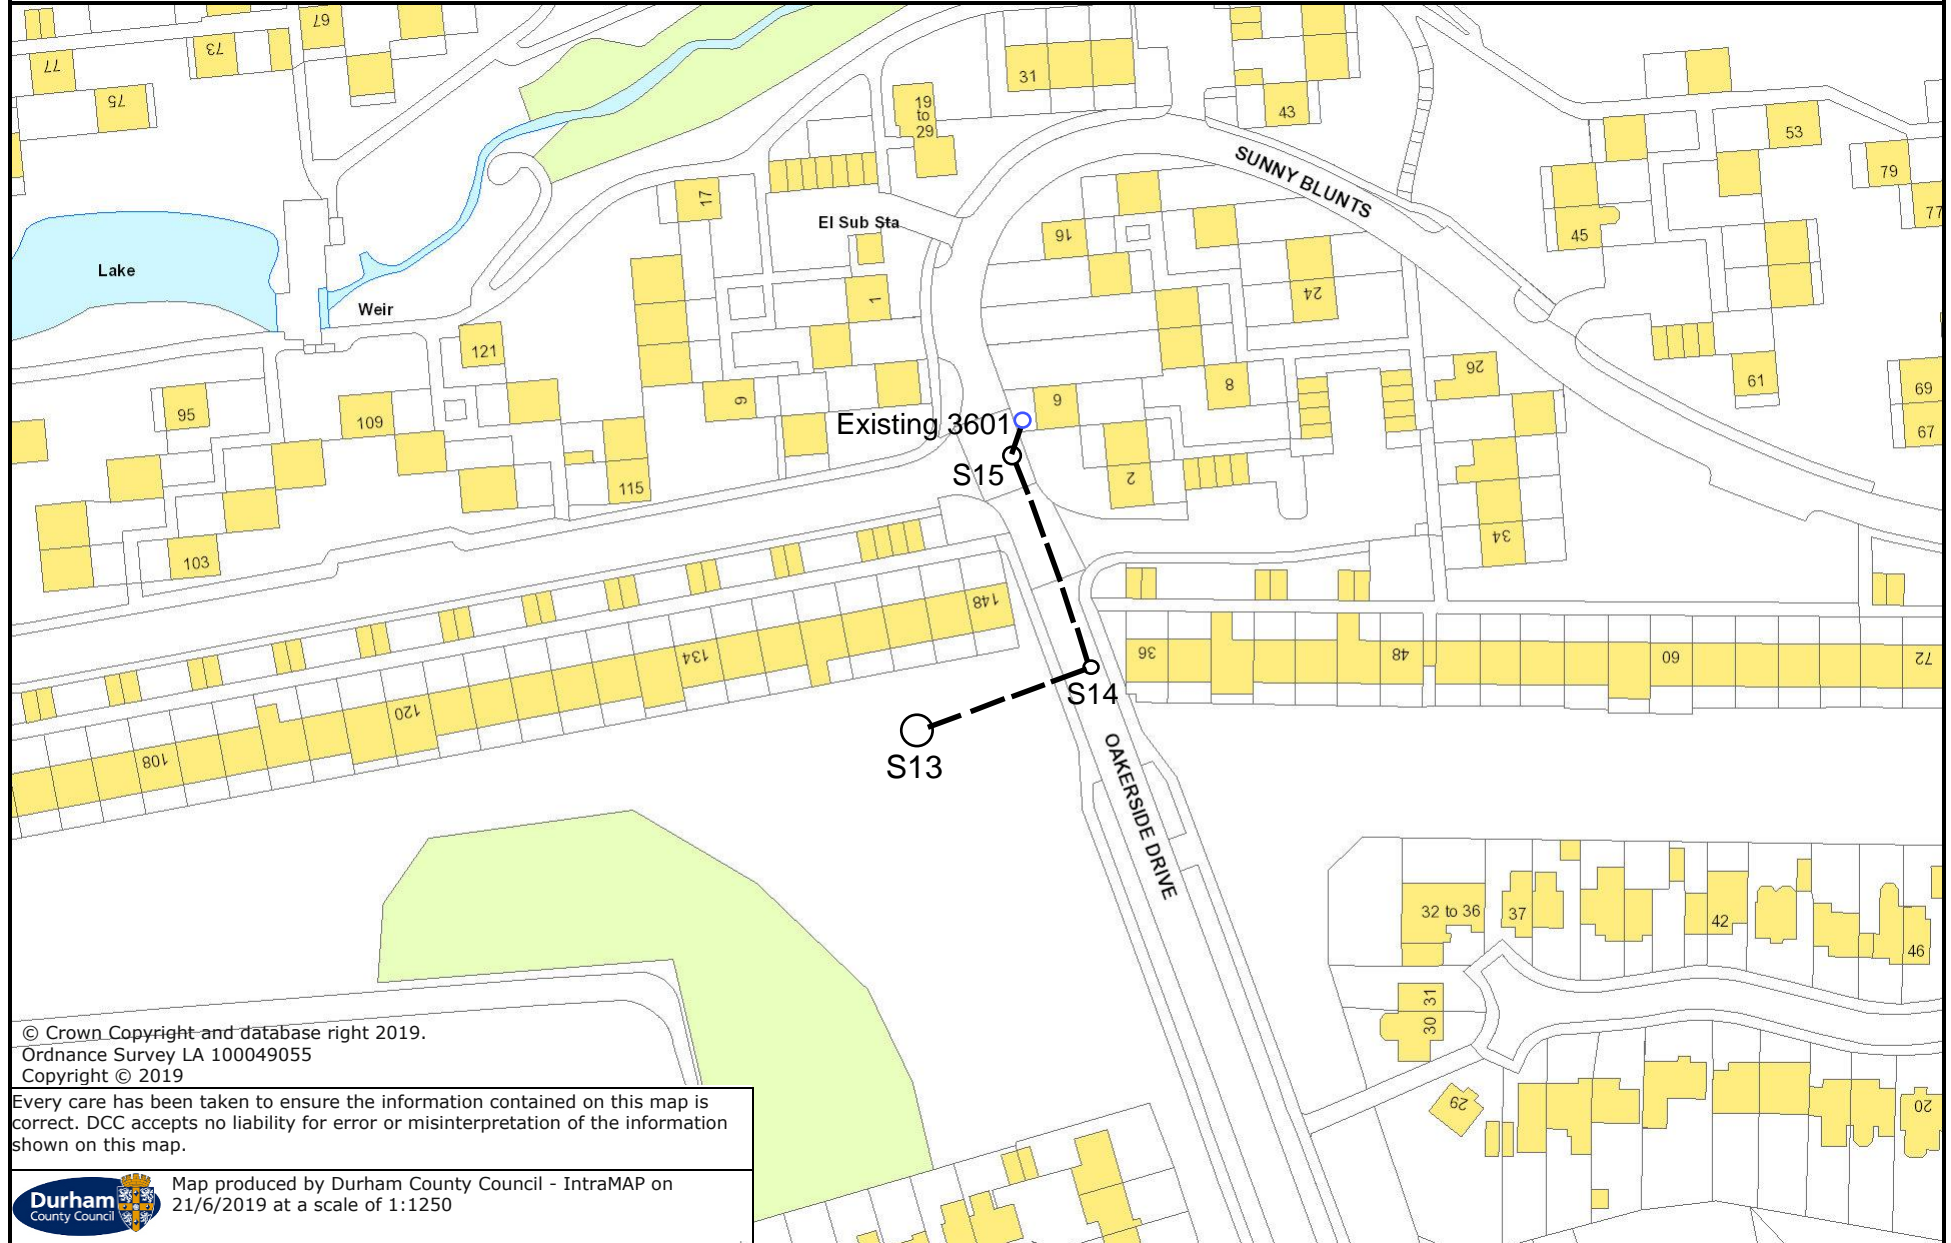 67
73
77
75
31
19
to
29
43
53
79
77
SUNNY BLUNTS
17
El Sub Sta
16
45
Lake
Weir
1
24
121
8
26
61
69
95
109
9
6
Existing 3601
67
S15
115
2
34
103
148
134
36
48
60
72
S14
120
108
S13
OAKERSIDE DRIVE
32 to 36
37
42
46
31
30
29
20
© Crown Copyright and database right 2019.
Ordnance Survey LA 100049055
Copyright © 2019
Every care has been taken to ensure the information contained on this map is
correct. DCC accepts no liability for error or misinterpretation of the information
shown on this map.
Durham
County Council
Map produced by Durham County Council - IntraMAP on
21/6/2019 at a scale of 1:1250